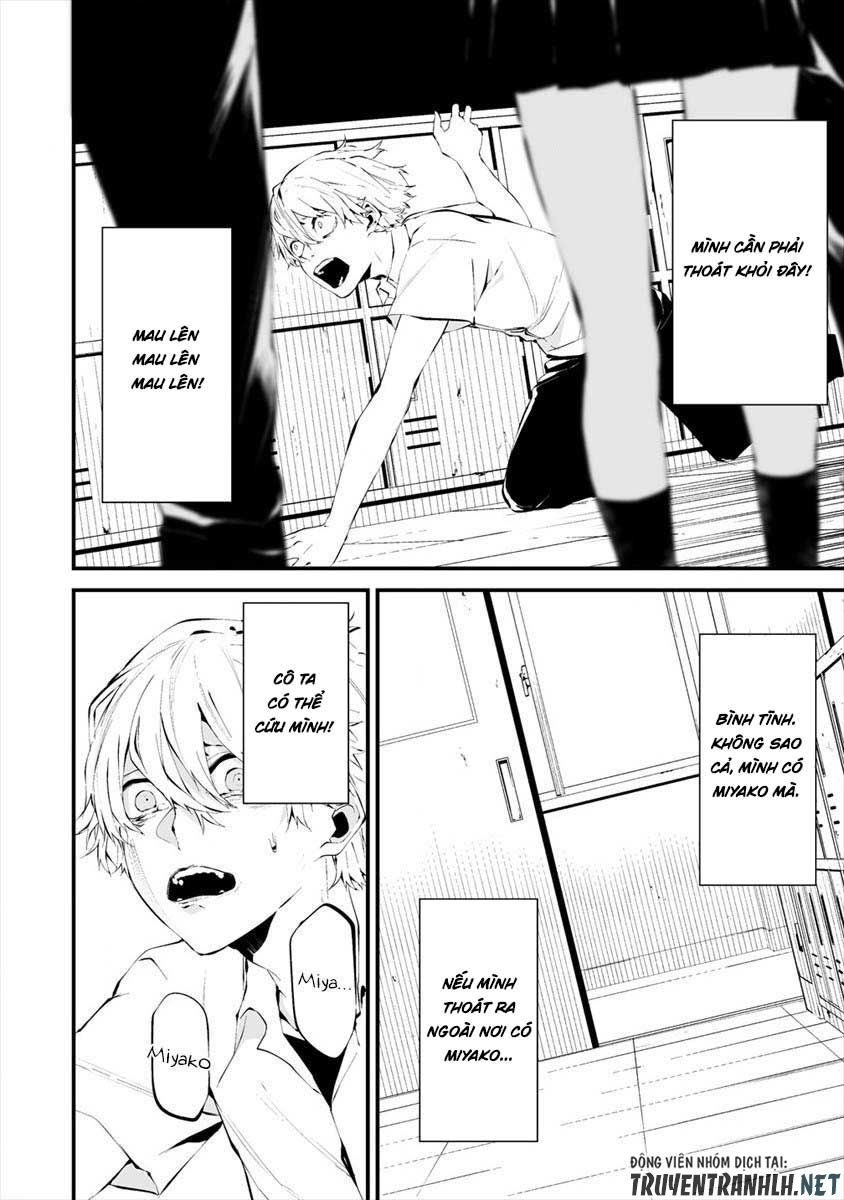 MÌNH CẦN PHẢI
THOÁT KHỎI ĐÂY!
MAU LÊN
MAU LÊN
MAU LÊN!
BÌNH TĨNH.
KHÔNG SAO
CẢ, MÌNH CÓ
MIYAKO MÀ.
NẾU MÌNH
THOÁT RA
NGOÀI NƠI CÓ
MIYAKO...
CÔ TA
CÓ THỂ
CỨU MÌNH!
Miya...
Miyako
ĐỘNG VIÊN NHÓM DỊCH TẠI:
TRUYENTRANHLH.NET